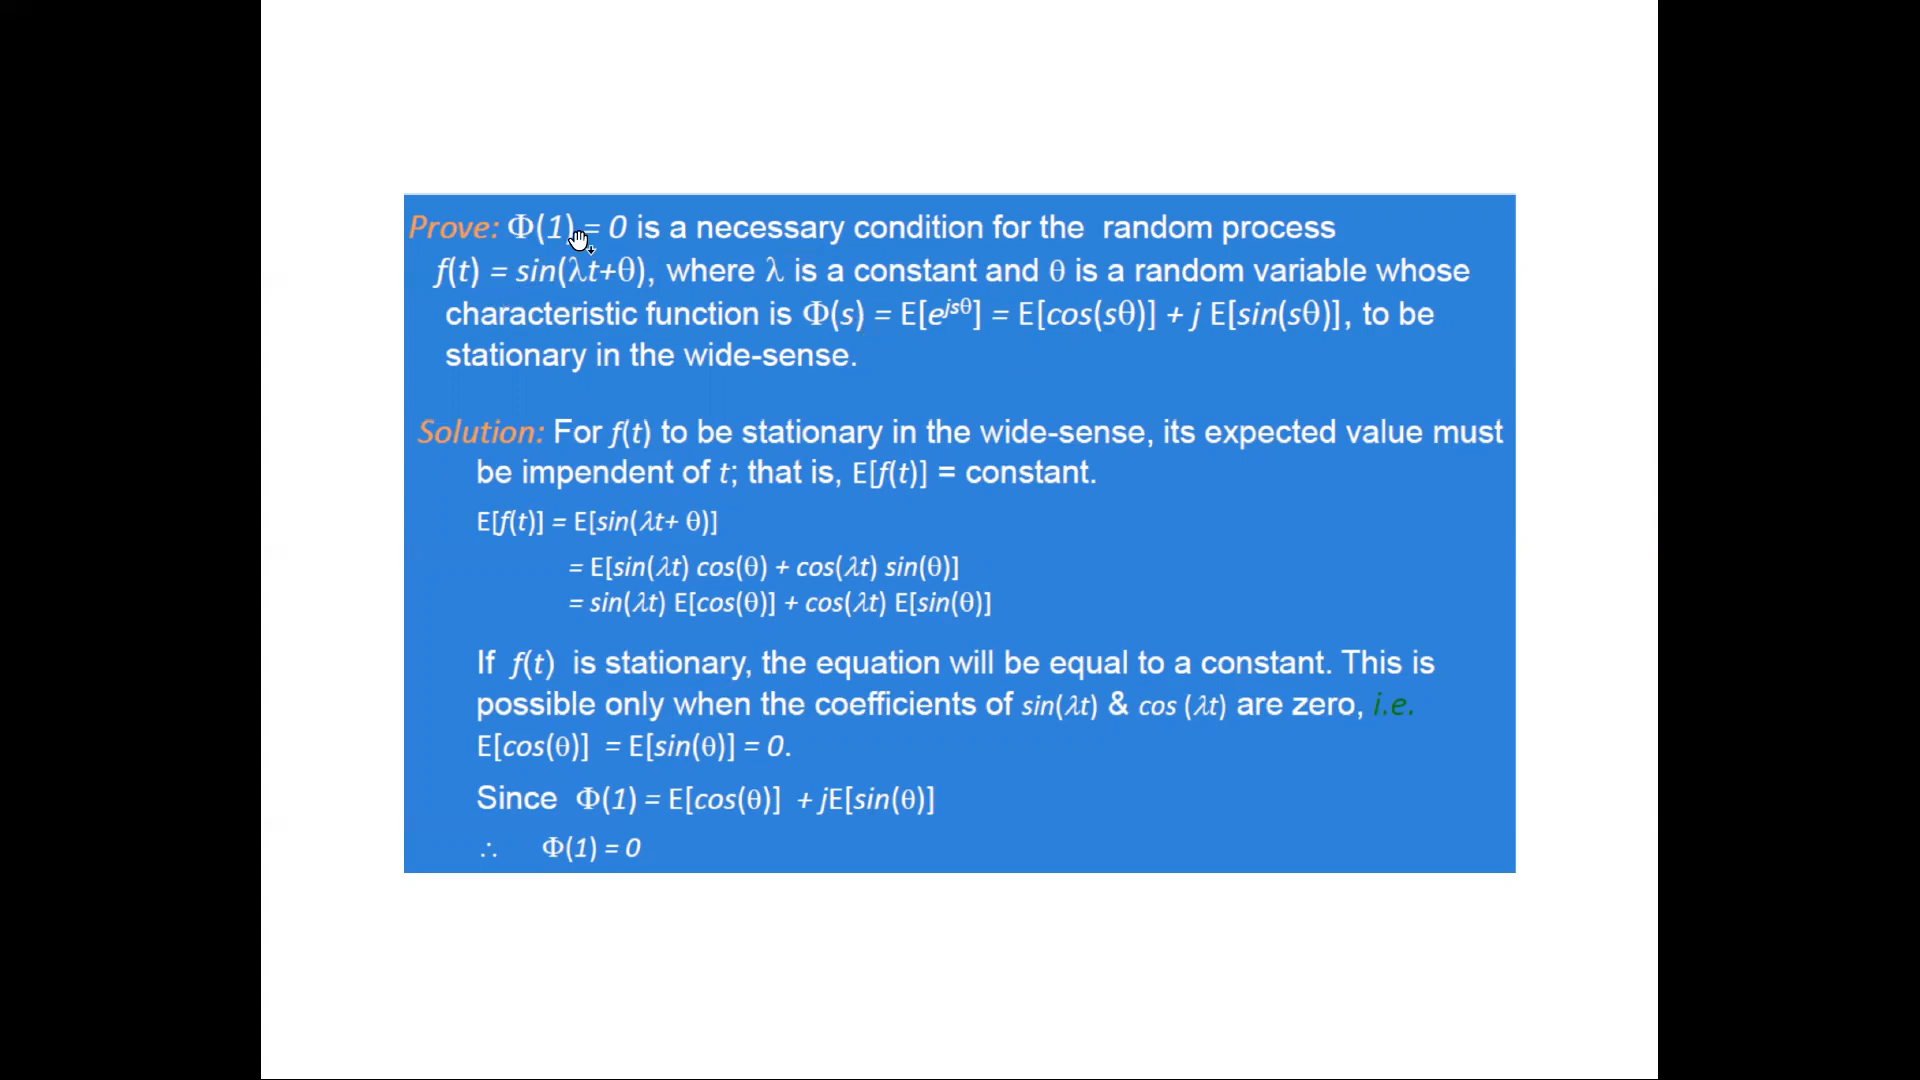 Prove: Φ(1) = 0 is a necessary condition for the random process
f(t) = sin(λt+θ), where λ is a constant and θ is a random variable whose
characteristic function is Φ(s) = E[e^jsθ] = E[cos(sθ)] + j E[sin(sθ)], to be
stationary in the wide-sense.
Solution: For f(t) to be stationary in the wide-sense, its expected value must
be impendent of t; that is, E[f(t)] = constant.
E[f(t)] = E[sin(λt+ θ)]
= E[sin(λt) cos(θ) + cos(λt) sin(θ)]
= sin(λt) E[cos(θ)] + cos(λt) E[sin(θ)]
If f(t) is stationary, the equation will be equal to a constant. This is
possible only when the coefficients of sin(λt) & cos (λt) are zero, i.e.
E[cos(θ)] = E[sin(θ)] = 0.
Since Φ(1) = E[cos(θ)] + jE[sin(θ)]
∴ Φ(1) = 0